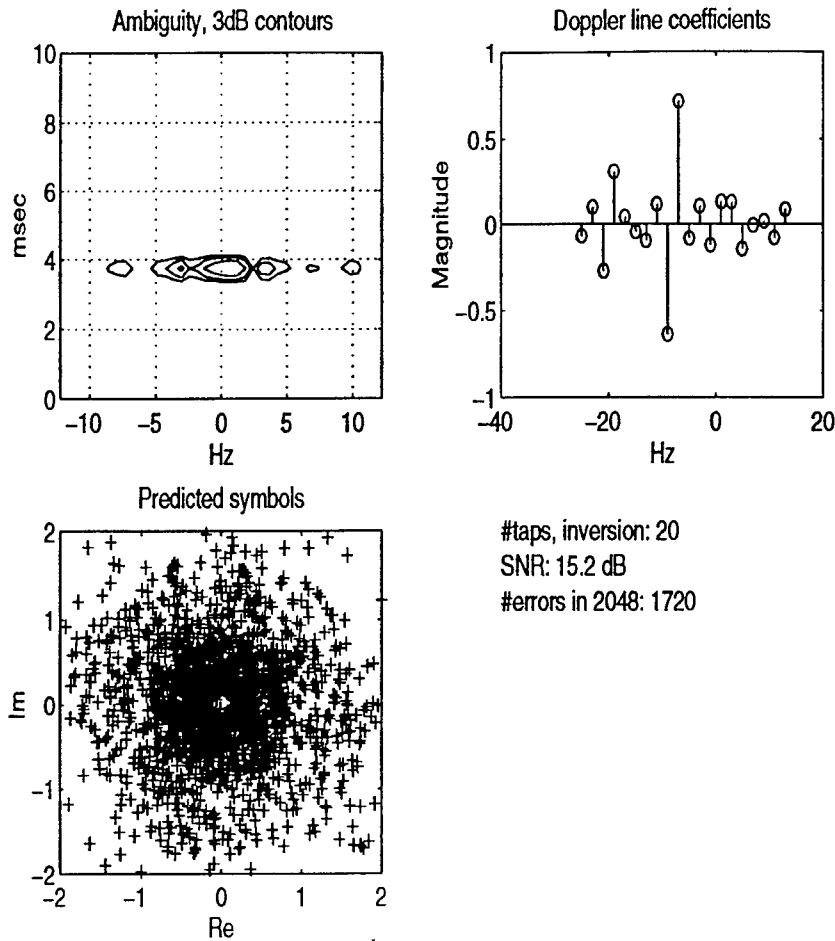 Ambiguity, 3dB contours
10
8
6
4
2
0
msec
−10
−5
0
5
10
Hz
Doppler line coefficients
1
0.5
0
−0.5
−1
Magnitude
−40
−20
0
20
Hz
Predicted symbols
2
1
0
−1
−2
Im
−2
−1
0
1
2
Re
#taps, inversion: 20
SNR: 15.2 dB
#errors in 2048: 1720